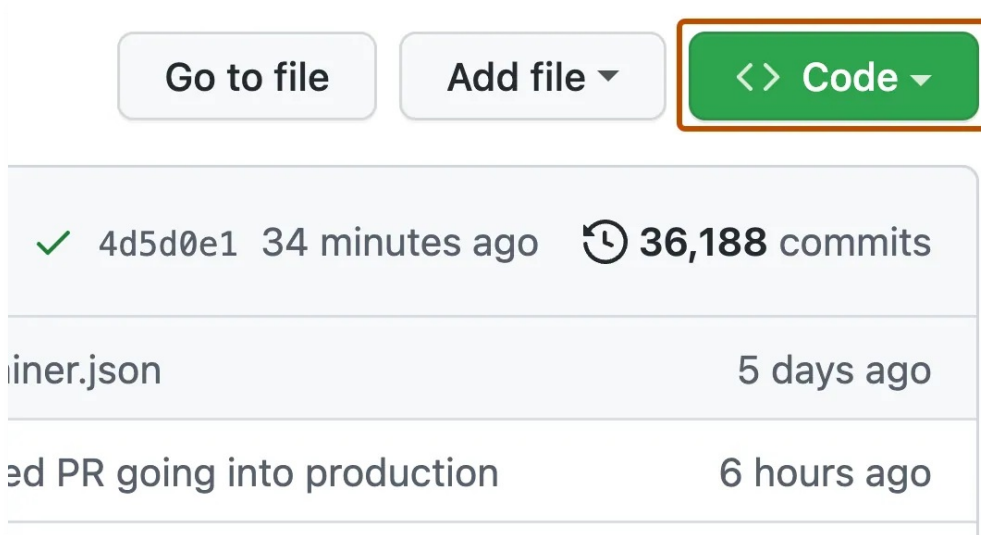 Go to file Add file <> Code
4d5d0e1 34 minutes ago 36,188 commits
iner.json 5 days ago
ed PR going into production 6 hours ago